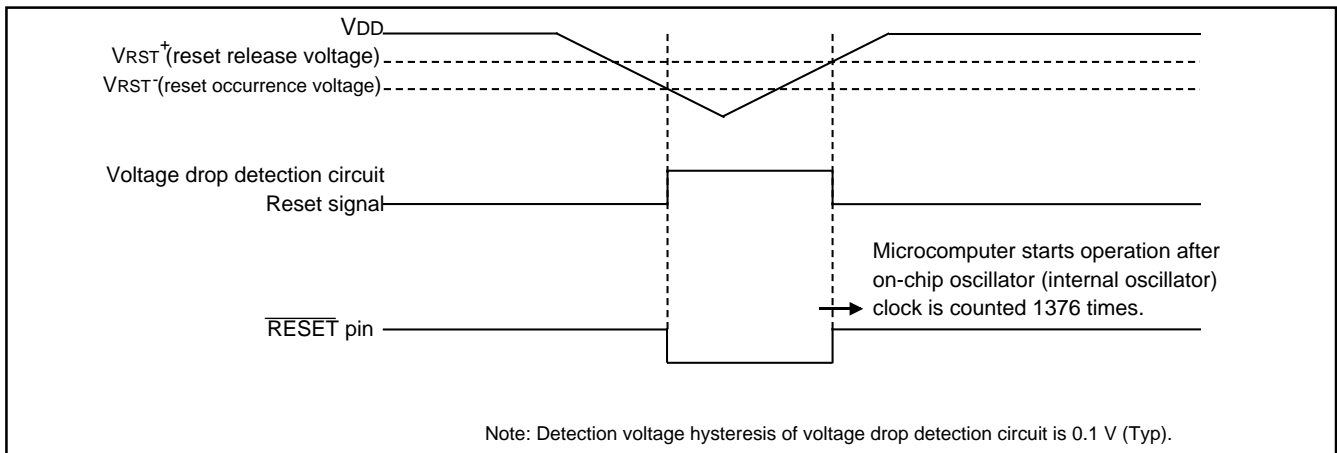 VDD
VRST+(reset release voltage)
VRST-(reset occurrence voltage)
Voltage drop detection circuit
Reset signal
Microcomputer starts operation after
on-chip oscillator (internal oscillator)
clock is counted 1376 times.
RESET pin
Note: Detection voltage hysteresis of voltage drop detection circuit is 0.1 V (Typ).